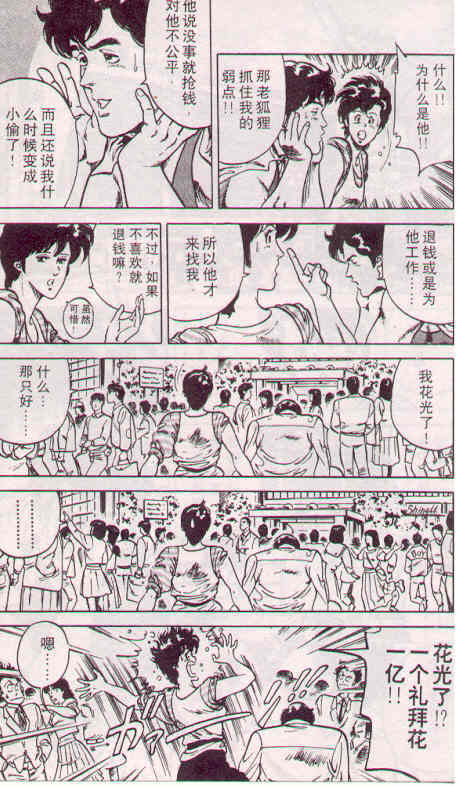 什么!!
为什么是他!!
那老狐狸
抓住我的
弱点!!
他说没事就抢钱，
对他不公平．
而且还说我什
么时候变成
小偷了！
退钱或是为
他工作……
所以他才
来找我．
不过，如果
不喜欢就
退钱嘛？
虽然
可惜
我花光了！
什么…
那只好……
Shinall
BOY
…………
…………
花光了!?
一个礼拜花
一亿!!
嗯…